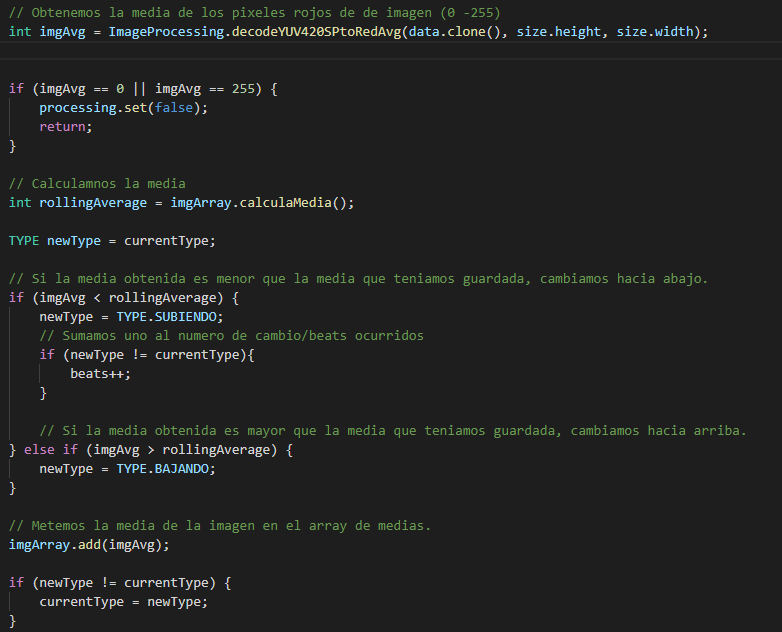 // Obtenemos la media de los pixeles rojos de de imagen (0 -255)
int imgAvg = ImageProcessing.decodeYUV420SPtoRedAvg(data.clone(), size.height, size.width);
if (imgAvg == 0 || imgAvg == 255) {
processing.set(false);
return;
}
// Calculamnos la media
int rollingAverage = imgArray.calculaMedia();
TYPE newType = currentType;
// Si la media obtenida es menor que la media que teniamos guardada, cambiamos hacia abajo.
if (imgAvg < rollingAverage) {
newType = TYPE.SUBIENDO;
// Sumamos uno al numero de cambio/beats ocurridos
if (newType != currentType){
beats++;
}
// Si la media obtenida es mayor que la media que teniamos guardada, cambiamos hacia arriba.
} else if (imgAvg > rollingAverage) {
newType = TYPE.BAJANDO;
}
// Metemos la media de la imagen en el array de medias.
imgArray.add(imgAvg);
if (newType != currentType) {
currentType = newType;
}